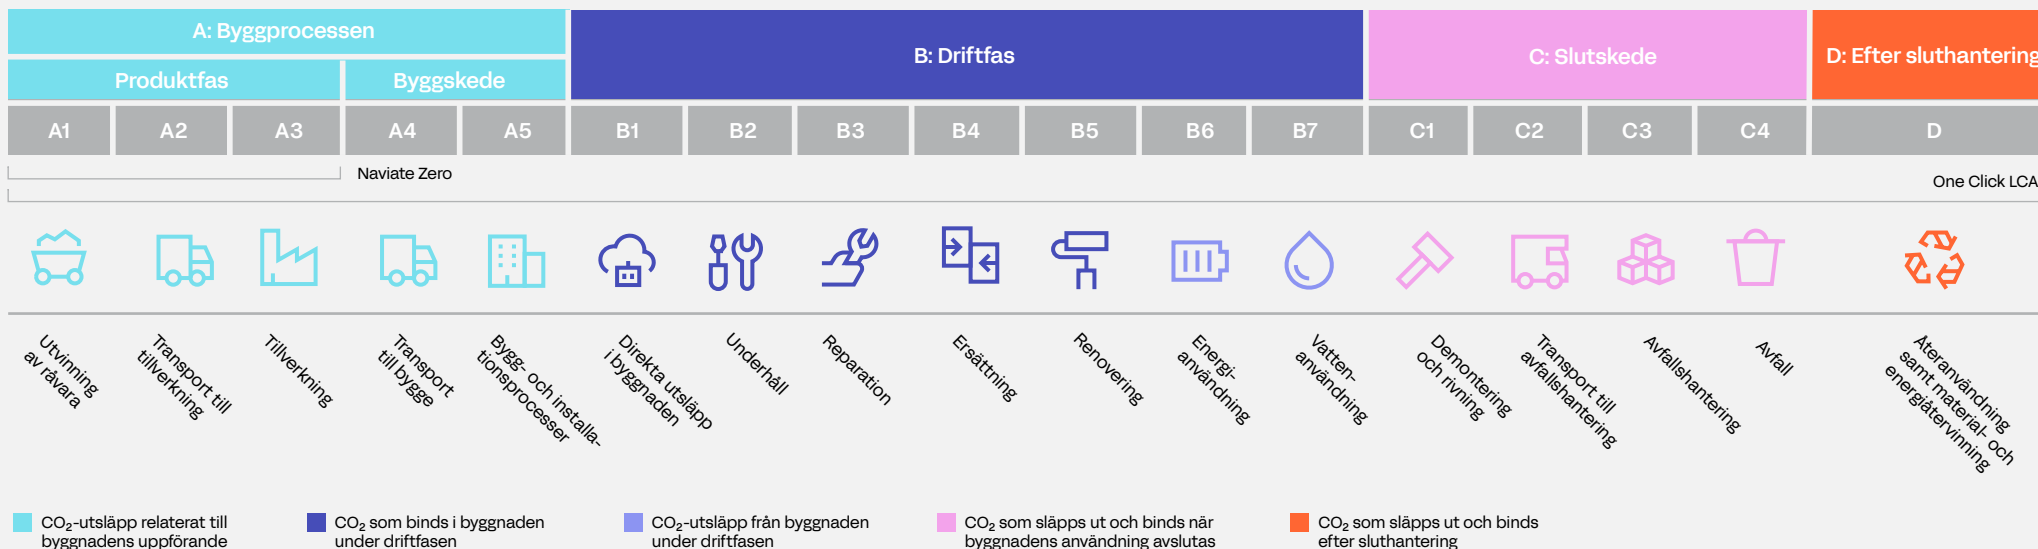 A: Byggprocessen
B: Driftfas
C: Slutskede
D: Efter sluthantering
Produktfas
Byggskede
A1
A2
A3
A4
A5
B1
B2
B3
B4
B5
B6
B7
C1
C2
C3
C4
D
Naviate Zero
One Click LCA
Utvinning
av råvara
Transport till
tillverkning
Tillverkning
Transport
till bygge
Bygg- och installa-
tionsprocesser
Direkta utsläpp
i byggnaden
Underhåll
Reparation
Ersättning
Renovering
Energi-
användning
Vatten-
användning
Demontering
och rivning
Transport till
avfallshantering
Avfallshantering
Avfall
Återanvändning
samt material- och
energiåtervinning
CO₂-utsläpp relaterat till
byggnadens uppförande
CO₂ som binds i byggnaden
under driftfasen
CO₂-utsläpp från byggnaden
under driftfasen
CO₂ som släpps ut och binds när
byggnadens användning avslutas
CO₂ som släpps ut och binds
efter sluthantering